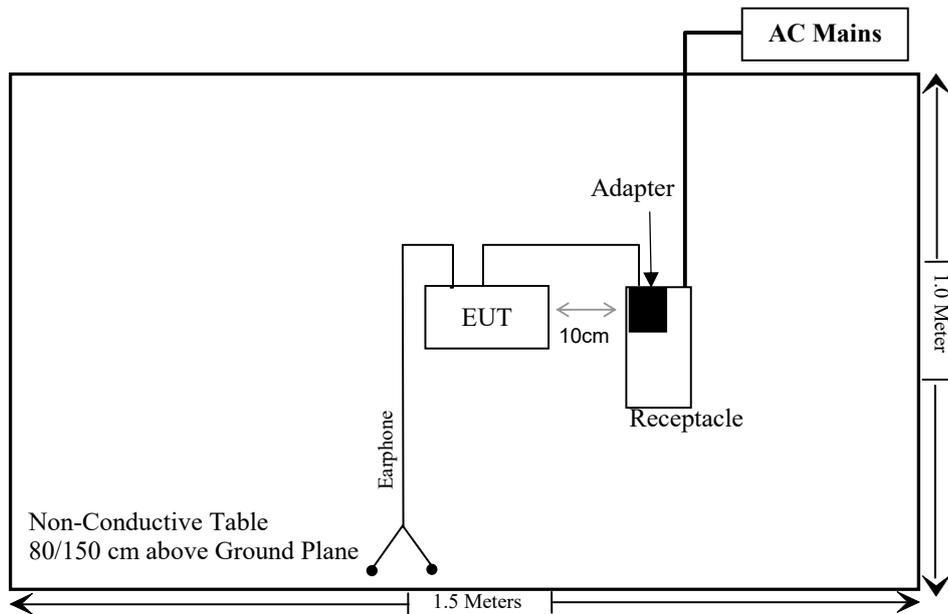 AC Mains
Adapter
EUT
10cm
1.0 Meter
Receptacle
Earphone
Non-Conductive Table
80/150 cm above Ground Plane
1.5 Meters